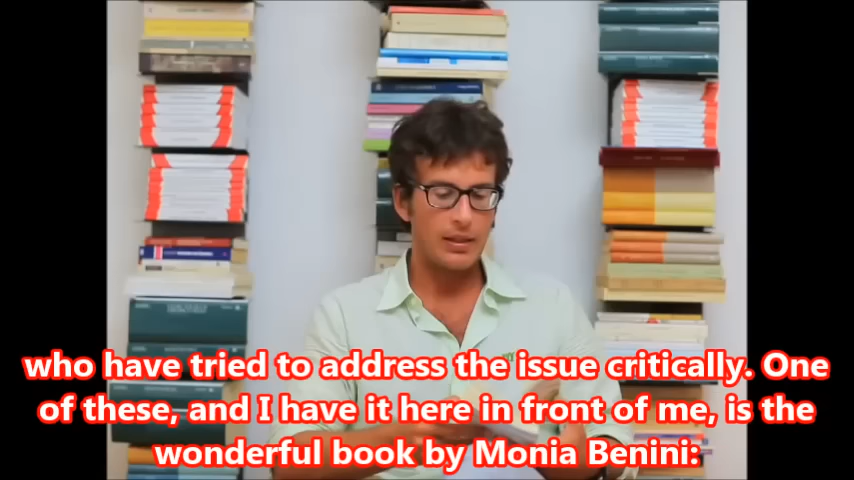 who have tried to address the issue critically. One
of these, and I have it here in front of me, is the
wonderful book by Monia Benini: